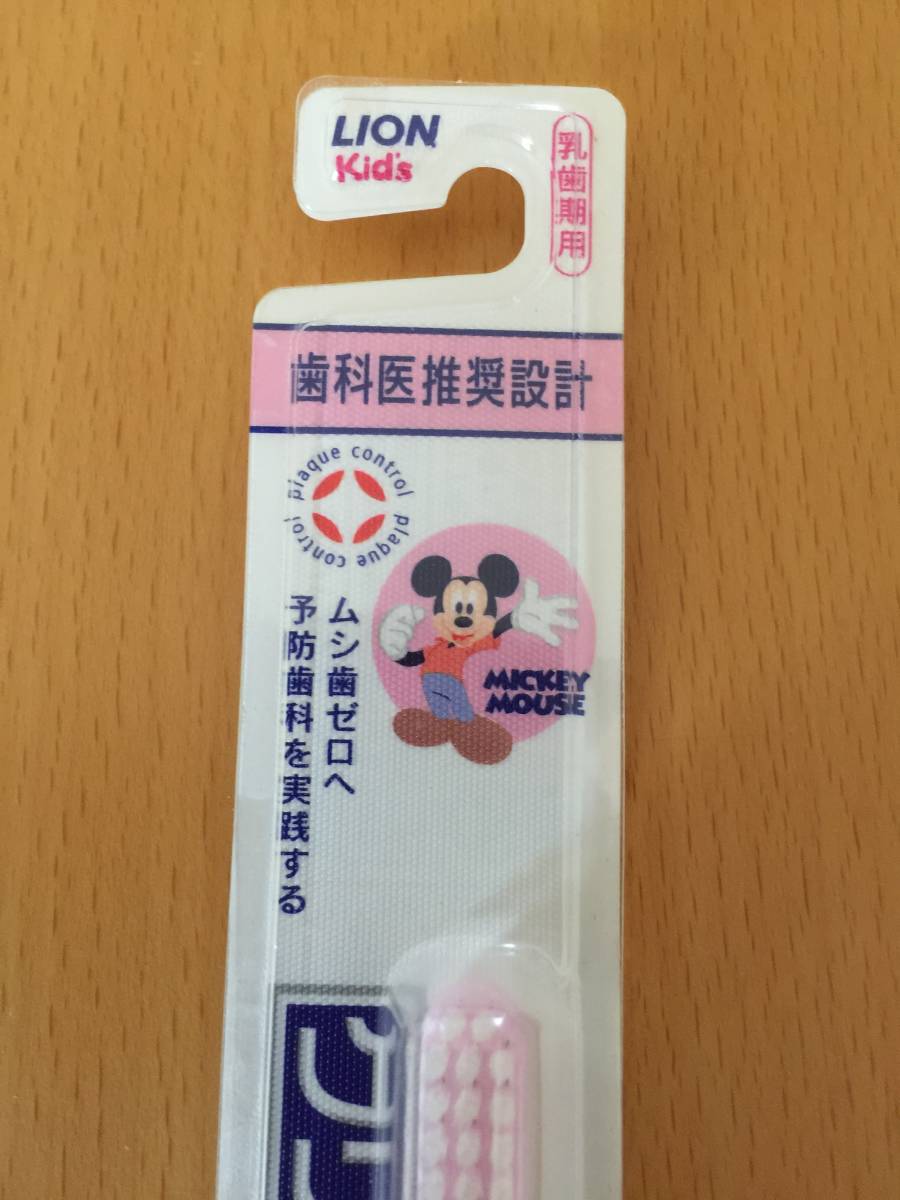 LION
Kid's
乳歯期用
歯科医推奨設計
plaque control plaque control
ムシ歯ゼロへ
予防歯科を実践する
MICKEY
MOUSE